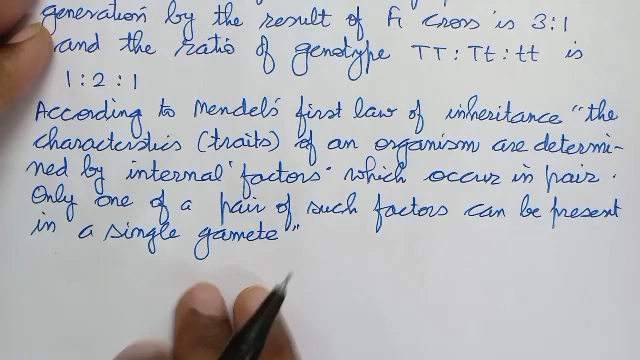 generation by the result of F1 cross is 3:1
and the ratio of genotype TT:Tt:tt is
1:2:1
According to Mendel's first law of inheritance "the
characterstics (traits) of an organism are determi-
ned by internal 'factors' which occur in pair.
Only one of a pair of such factors can be present
in a single gamete"